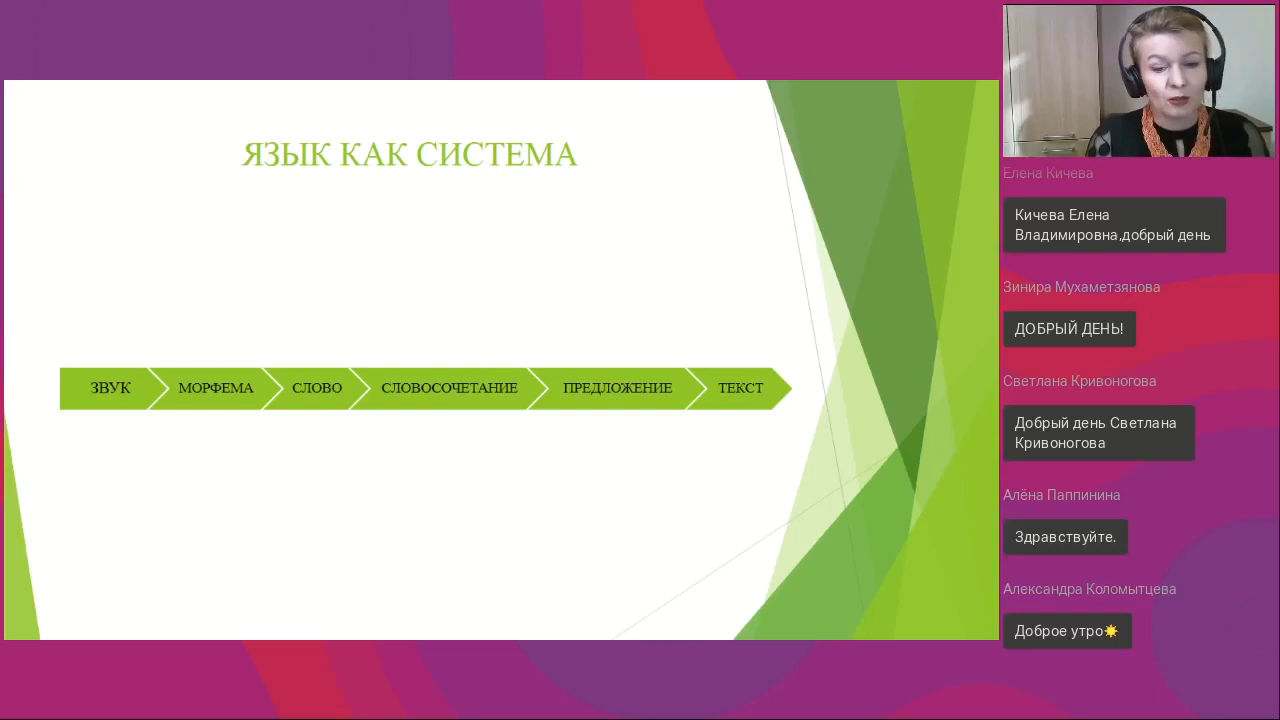 ЯЗЫК КАК СИСТЕМА
ЗВУК
МОРФЕМА
СЛОВО
СЛОВОСОЧЕТАНИЕ
ПРЕДЛОЖЕНИЕ
ТЕКСТ
Елена Кичева
Кичева Елена
Владимировна,добрый день
Зинира Мухаметзянова
ДОБРЫЙ ДЕНЬ!
Светлана Кривоногова
Добрый день Светлана
Кривоногова
Алёна Паппинина
Здравствуйте.
Александра Коломытцева
Доброе утро☀️